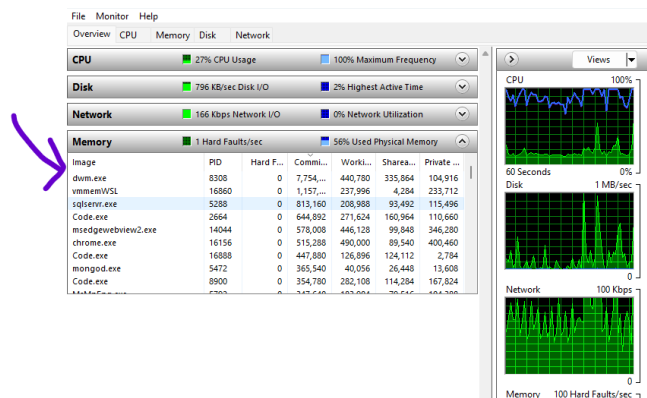 File Monitor Help
Overview CPU Memory Disk Network
CPU 27% CPU Usage 100% Maximum Frequency
Disk 796 KB/sec Disk I/O 2% Highest Active Time
Network 166 Kbps Network I/O 0% Network Utilization
Memory 1 Hard Faults/sec 56% Used Physical Memory
Image PID Hard F... Commi... Worki... Sharea... Private ...
dwm.exe 8308 0 7,754,... 440,780 335,864 104,916
vmmemWSL 16860 0 1,157,... 237,996 4,284 233,712
sqlservr.exe 5288 0 813,160 208,988 93,492 115,496
Code.exe 2664 0 644,892 271,624 160,964 110,660
msedgewebview2.exe 14044 0 578,008 446,128 99,848 346,280
chrome.exe 16156 0 515,288 490,000 89,540 400,460
Code.exe 16888 0 447,880 126,896 124,112 2,784
mongod.exe 5472 0 365,540 40,056 26,448 13,608
Code.exe 8900 0 354,780 282,108 114,284 167,824
Views
CPU 100%
60 Seconds 0%
Disk 1 MB/sec
0
Network 100 Kbps
0
Memory 100 Hard Faults/sec